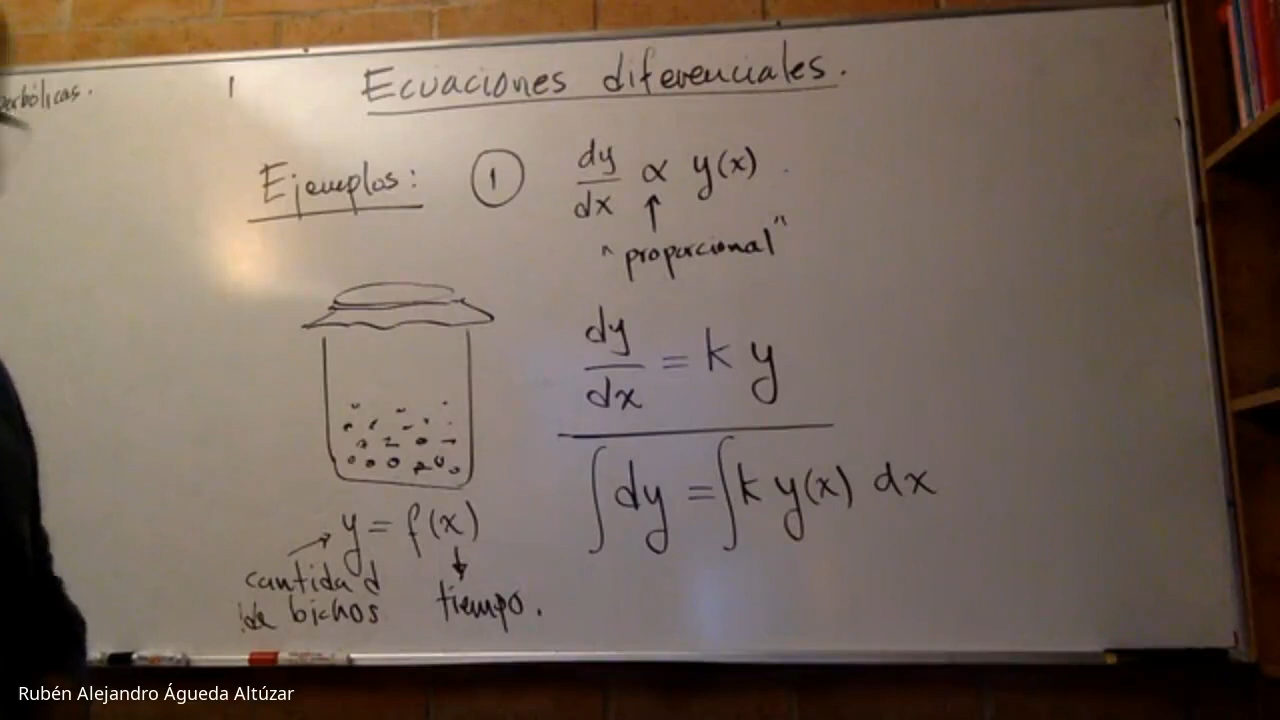 Ecuaciones diferenciales.
Ejemplos: ① dy/dx ∝ y(x)
↑
"proporcional"
dy/dx = k y
∫ dy = ∫ k y(x) dx
y = f(x)
cantidad de bichos
tiempo.
Rubén Alejandro Águeda Altúzar